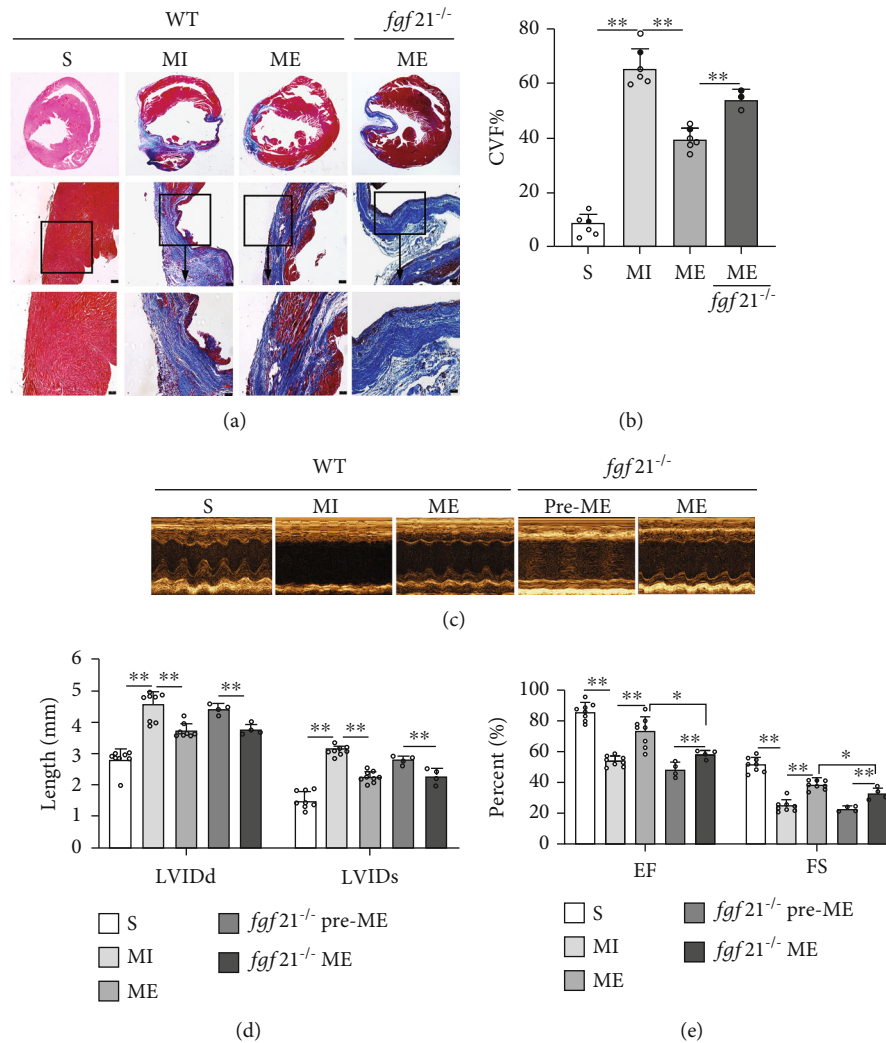 WT
fgf21-/-
S
MI
ME
ME
(a)
CVF%
80
60
40
20
0
** **
**
S
MI
ME
ME
fgf21-/-
(b)
WT
fgf21-/-
S
MI
ME
Pre-ME
ME
(c)
Length (mm)
6
5
4
3
2
1
0
** **
**
** **
**
LVIDd
LVIDs
S
MI
ME
fgf21-/- pre-ME
fgf21-/- ME
(d)
Percent (%)
100
80
60
40
20
0
**
**
*
**
**
**
*
**
EF
FS
S
MI
ME
fgf21-/- pre-ME
fgf21-/- ME
(e)